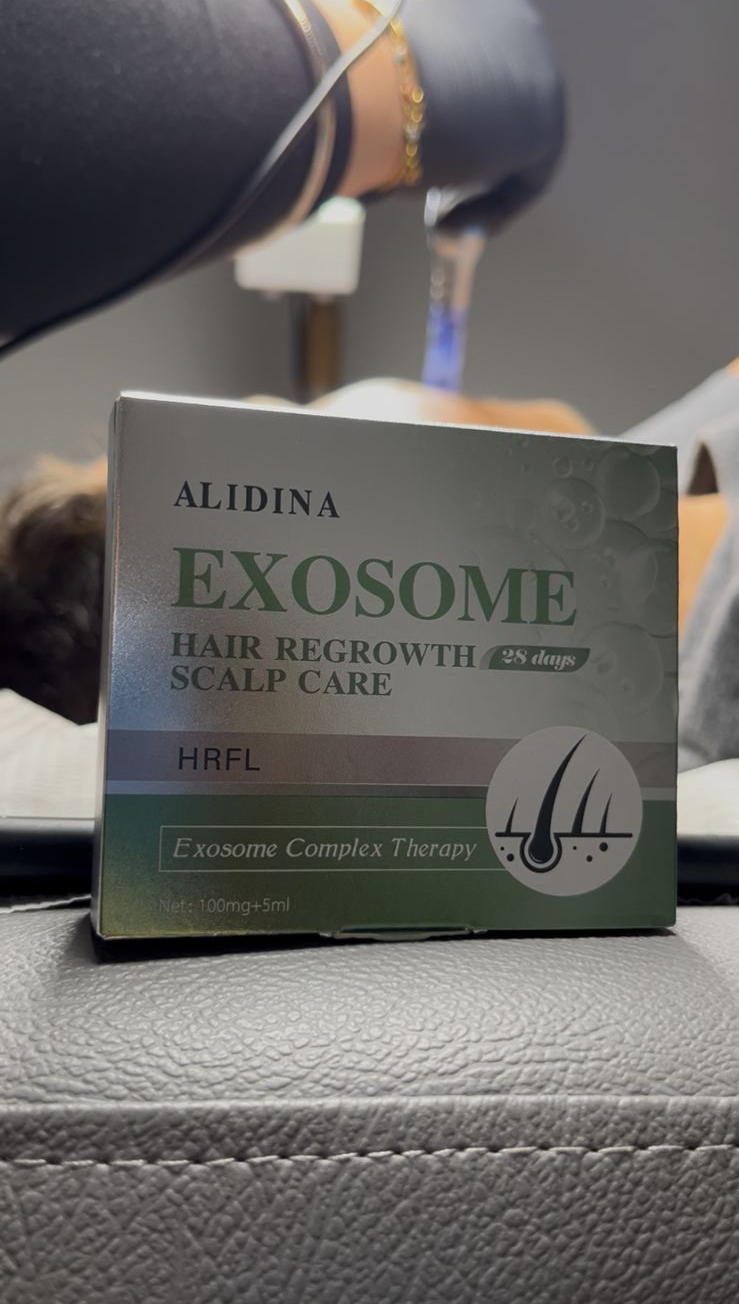 ALIDINA
EXOSOME
HAIR REGROWTH 28 days
SCALP CARE
HRFL
Exosome Complex Therapy
Net: 100mg+5ml